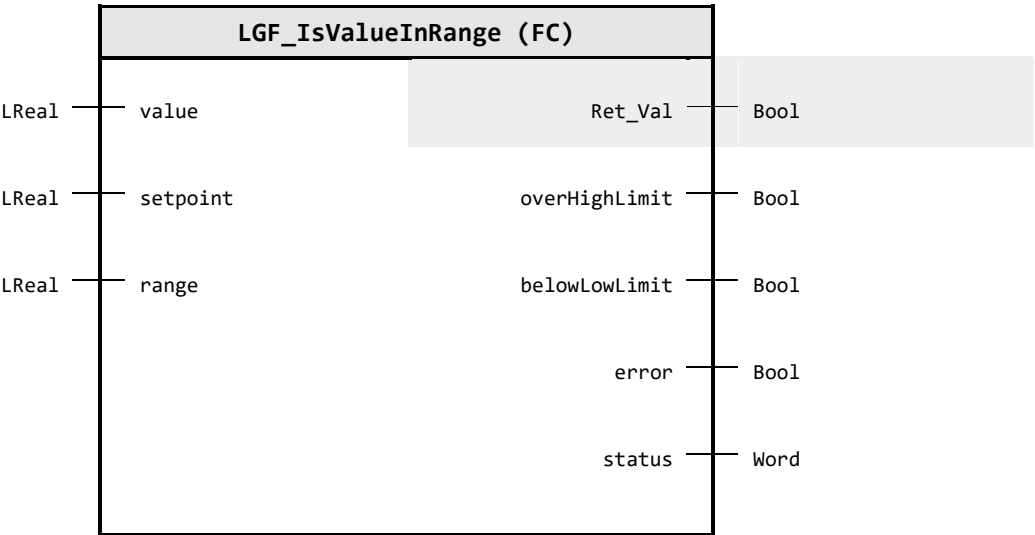 LGF_IsValueInRange (FC)
LReal value Ret_Val Bool
LReal setpoint overHighLimit Bool
LReal range belowLowLimit Bool
error Bool
status Word